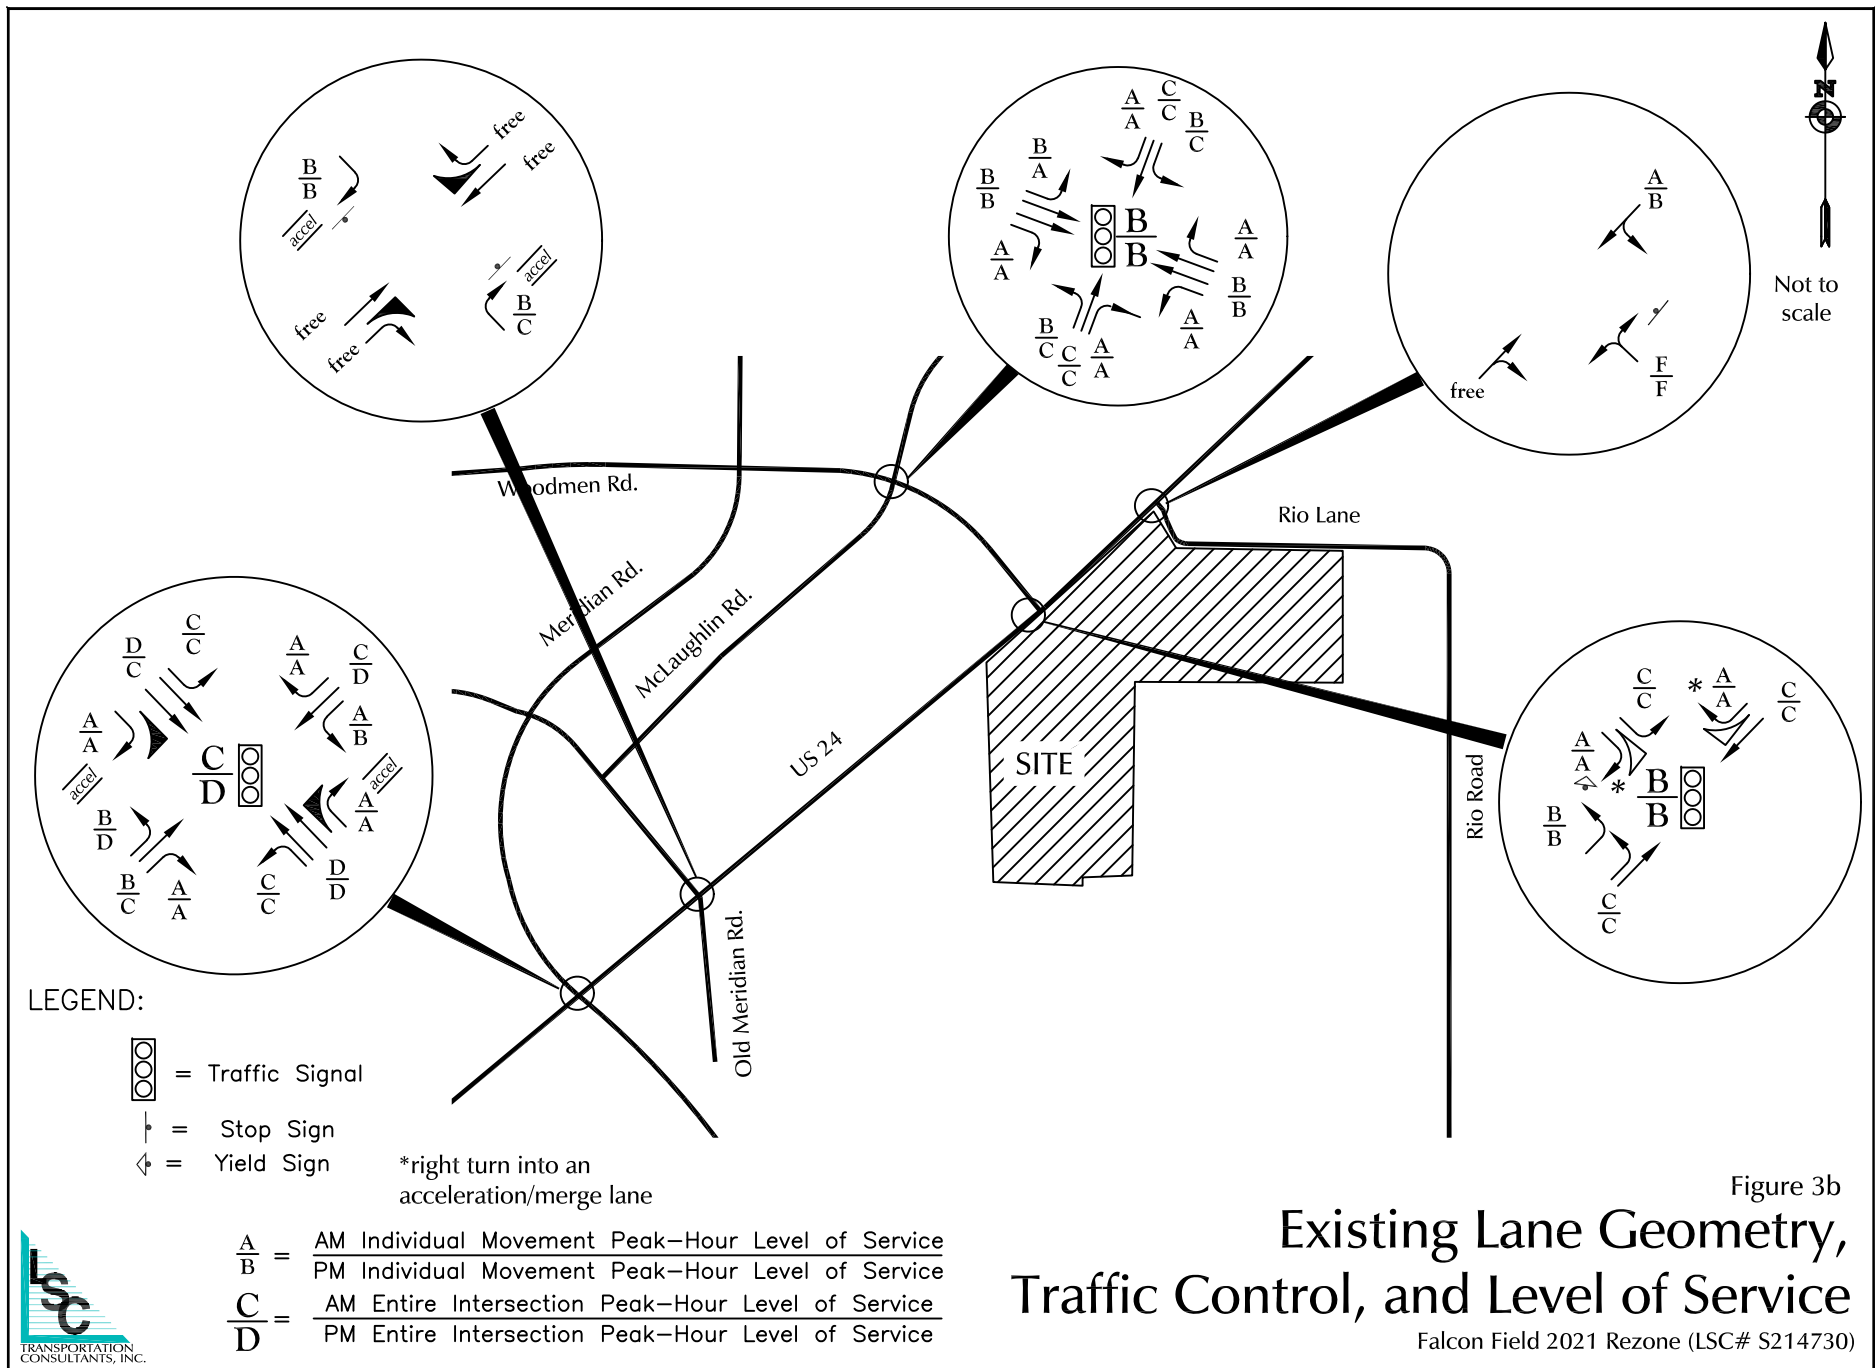 free
free
B
B
accel
accel
B
C
free
free
A
A
C
C
B
C
B
A
B
B
A
A
B
B
A
A
B
B
A
A
B
C
C
C
A
A
A
B
free
F
F
N
Not to
scale
Woodmen Rd.
Meridian Rd.
McLaughlin Rd.
US 24
SITE
Rio Lane
Rio Road
Old Meridian Rd.
D
C
C
C
A
A
C
D
A
B
A
A
accel
accel
C
D
A
A
B
D
B
C
A
A
C
C
D
D
C
C
* A
A
C
C
A
A
*
B
B
B
B
C
C
LEGEND:
= Traffic Signal
= Stop Sign
= Yield Sign
*right turn into an
acceleration/merge lane
A
B
=
AM Individual Movement Peak-Hour Level of Service
PM Individual Movement Peak-Hour Level of Service
C
D
=
AM Entire Intersection Peak-Hour Level of Service
PM Entire Intersection Peak-Hour Level of Service
LSC
TRANSPORTATION
CONSULTANTS, INC.
Figure 3b
Existing Lane Geometry,
Traffic Control, and Level of Service
Falcon Field 2021 Rezone (LSC# S214730)